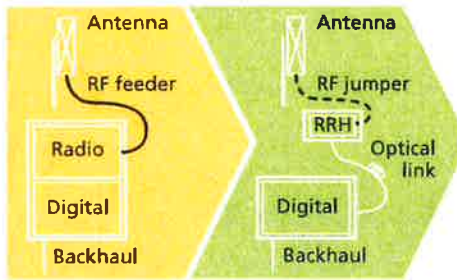 Antenna
RF feeder
Radio
Digital
Backhaul
Antenna
RF jumper
RRH
Optical
link
Digital
Backhaul